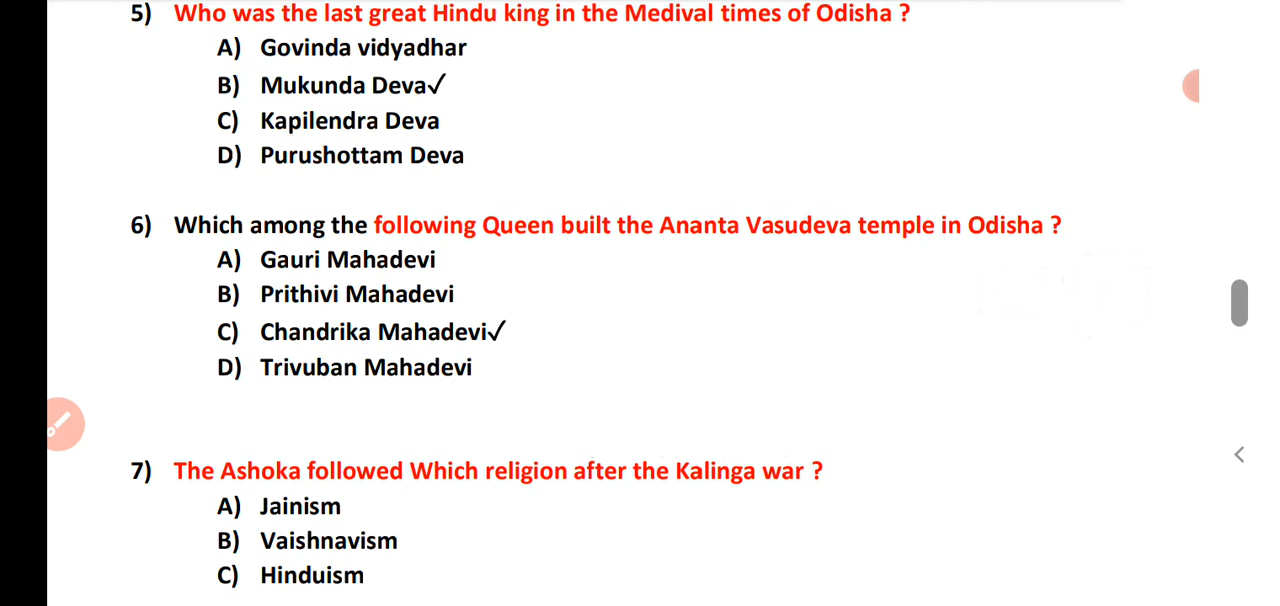 5) Who was the last great Hindu king in the Medival times of Odisha ?
A) Govinda vidyadhar
B) Mukunda Deva✓
C) Kapilendra Deva
D) Purushottam Deva
6) Which among the following Queen built the Ananta Vasudeva temple in Odisha ?
A) Gauri Mahadevi
B) Prithivi Mahadevi
C) Chandrika Mahadevi✓
D) Trivuban Mahadevi
7) The Ashoka followed Which religion after the Kalinga war ?
A) Jainism
B) Vaishnavism
C) Hinduism